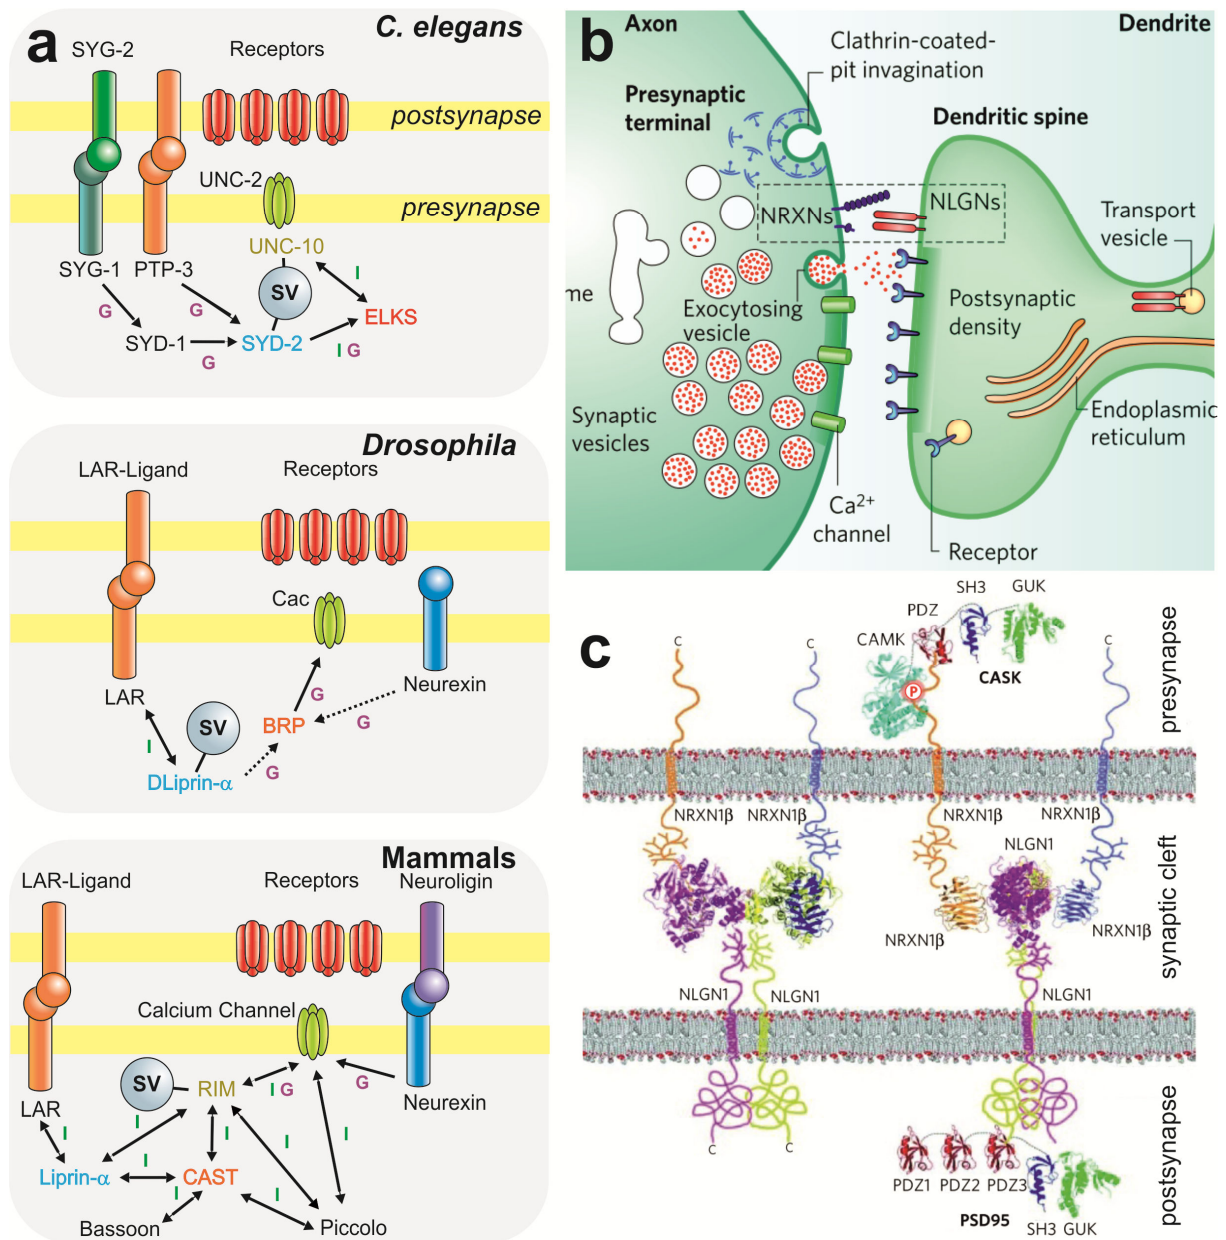 a
C. elegans
SYG-2
Receptors
postsynapse
UNC-2
presynapse
UNC-10
SYG-1
PTP-3
I
SV
G
G
ELKS
SYD-1
SYD-2
G
I G
Drosophila
LAR-Ligand
Receptors
Cac
LAR
Neurexin
G
SV
BRP
G
I
G
DLiprin-α
Mammals
LAR-Ligand
Receptors
Neuroligin
Calcium Channel
SV
RIM
I G
G
LAR
Neurexin
I
I
I
I
I
Liprin-α
CAST
I
I
Bassoon
Piccolo
b
Axon
Clathrin-coated-
pit invagination
Dendrite
Presynaptic
terminal
Dendritic spine
NRXNs
NLGNs
Transport
vesicle
me
Exocytosing
vesicle
Postsynaptic
density
Synaptic
vesicles
Endoplasmic
reticulum
Ca2+
channel
Receptor
c
SH3
GUK
PDZ
CAMK
CASK
P
C
C
C
presynapse
NRXN1β
NRXN1β
NRXN1β
NRXN1β
NLGN1
synaptic cleft
NRXN1β
NRXN1β
NLGN1
NLGN1
NLGN1
postsynapse
C
C
PDZ1
PDZ2
PDZ3
PSD95
SH3
GUK